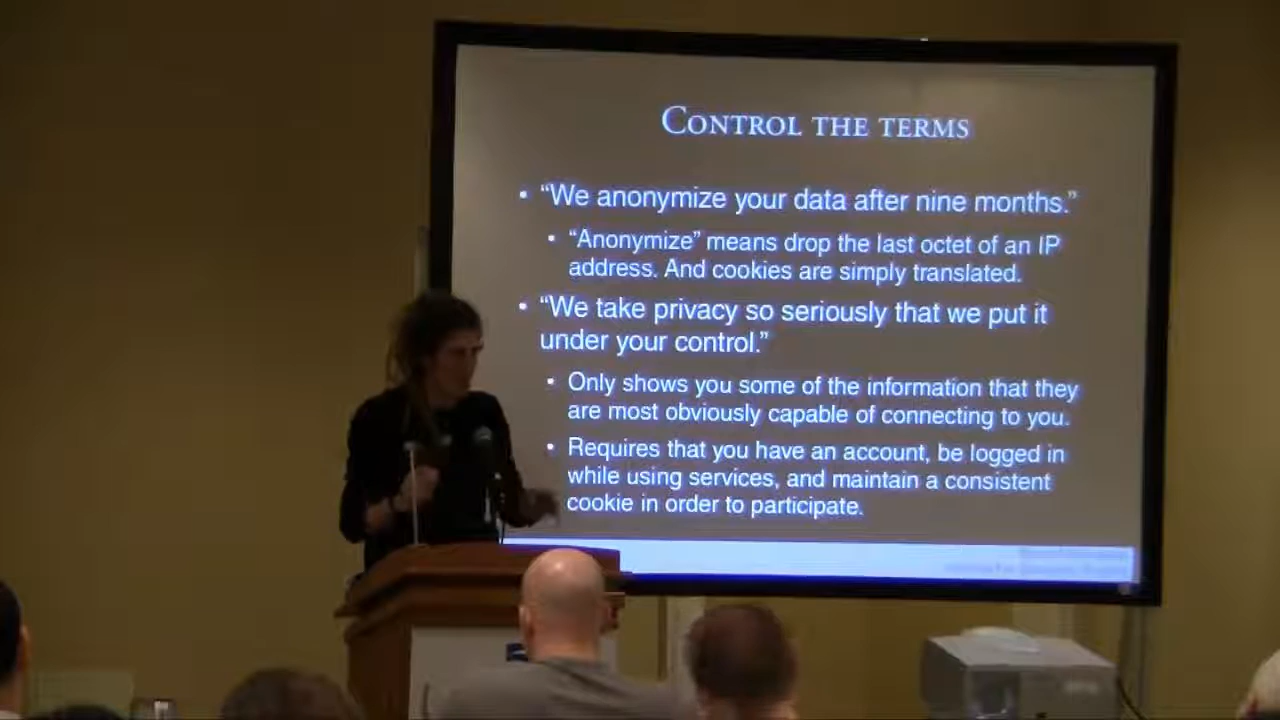 CONTROL THE TERMS
• “We anonymize your data after nine months.”
• “Anonymize” means drop the last octet of an IP
address. And cookies are simply translated.
• “We take privacy so seriously that we put it
under your control.”
• Only shows you some of the information that they
are most obviously capable of connecting to you.
• Requires that you have an account, be logged in
while using services, and maintain a consistent
cookie in order to participate.